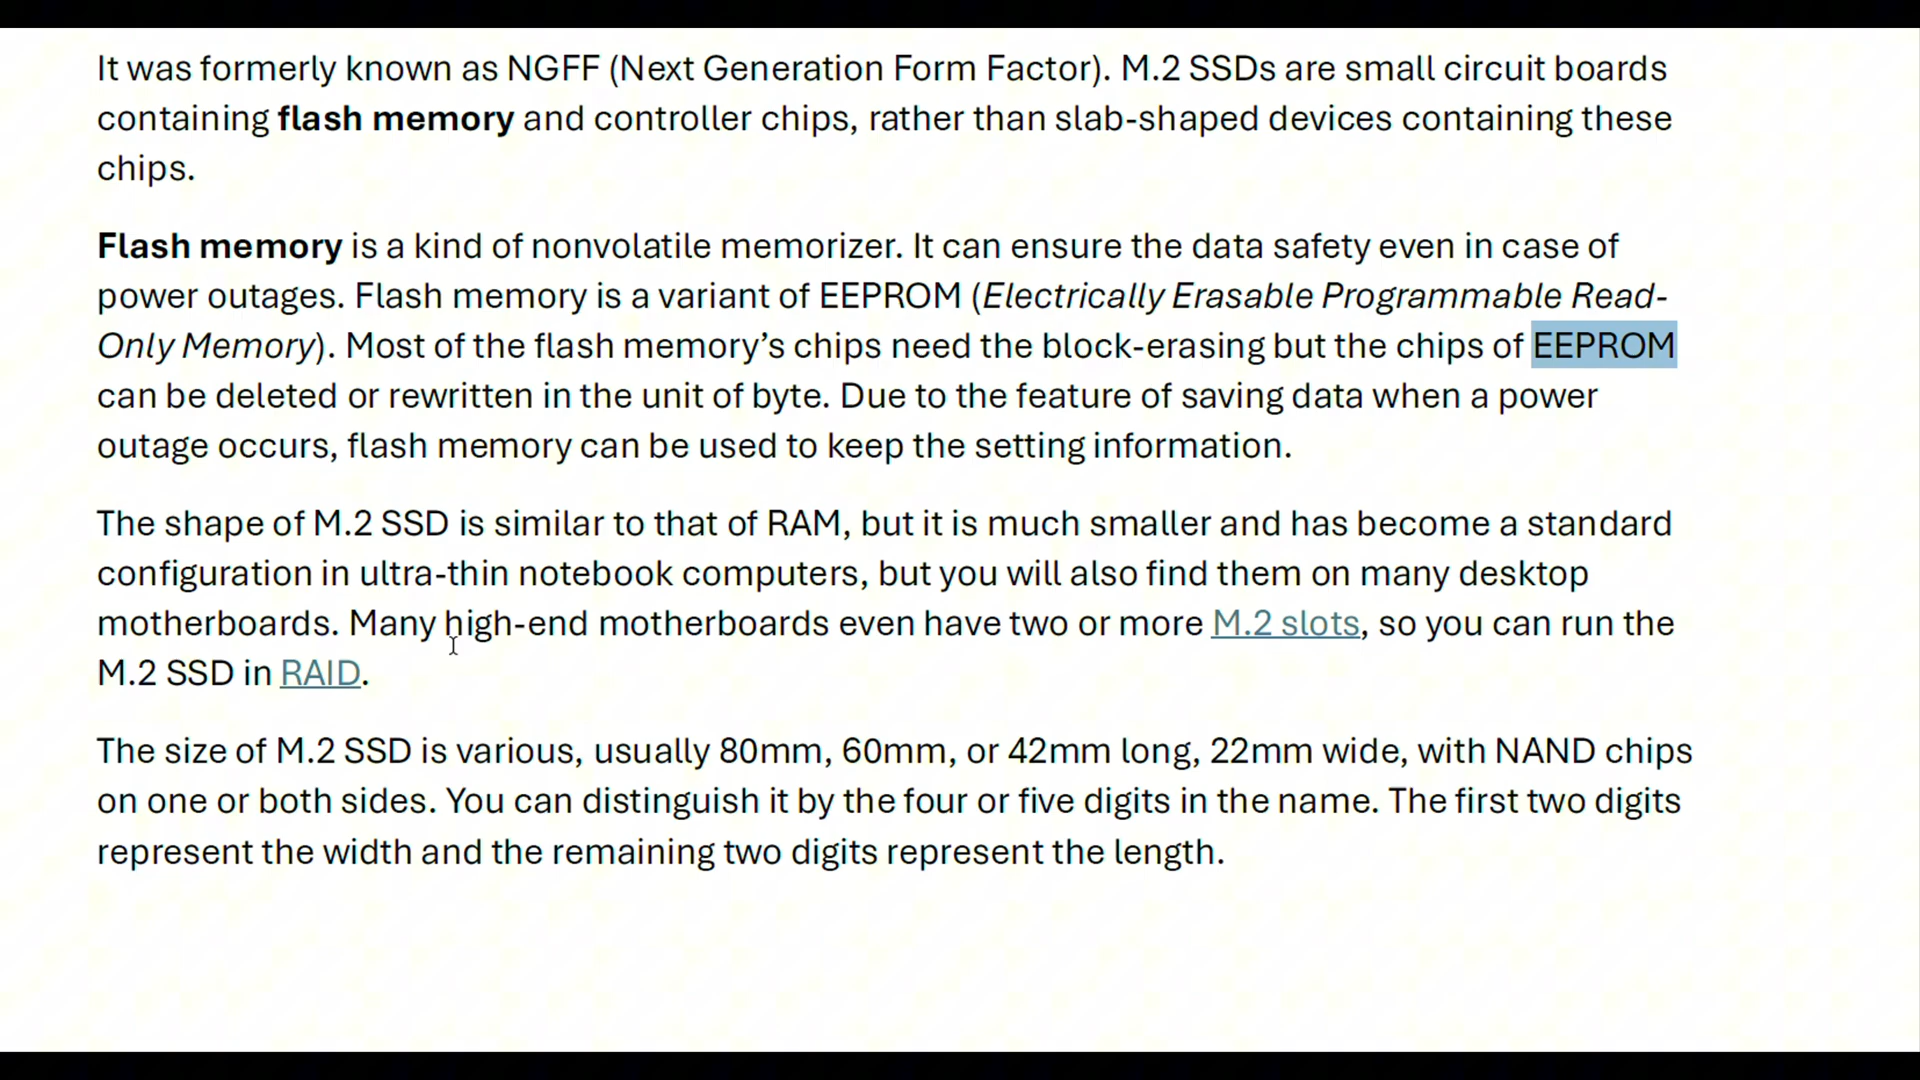 It was formerly known as NGFF (Next Generation Form Factor). M.2 SSDs are small circuit boards
containing flash memory and controller chips, rather than slab-shaped devices containing these
chips.
Flash memory is a kind of nonvolatile memorizer. It can ensure the data safety even in case of
power outages. Flash memory is a variant of EEPROM (Electrically Erasable Programmable Read-
Only Memory). Most of the flash memory’s chips need the block-erasing but the chips of EEPROM
can be deleted or rewritten in the unit of byte. Due to the feature of saving data when a power
outage occurs, flash memory can be used to keep the setting information.
The shape of M.2 SSD is similar to that of RAM, but it is much smaller and has become a standard
configuration in ultra-thin notebook computers, but you will also find them on many desktop
motherboards. Many high-end motherboards even have two or more M.2 slots, so you can run the
M.2 SSD in RAID.
The size of M.2 SSD is various, usually 80mm, 60mm, or 42mm long, 22mm wide, with NAND chips
on one or both sides. You can distinguish it by the four or five digits in the name. The first two digits
represent the width and the remaining two digits represent the length.